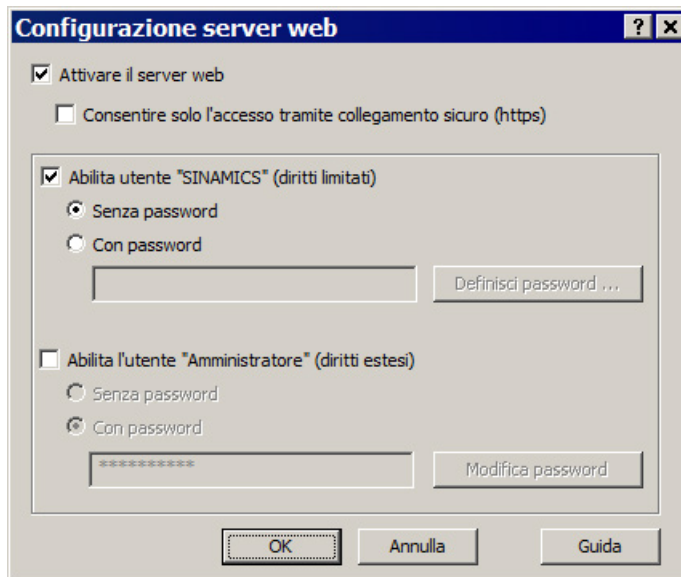 Configurazione server web
Attivare il server web
Consentire solo l'accesso tramite collegamento sicuro (https)
Abilita utente "SINAMICS" (diritti limitati)
Senza password
Con password
Definisci password ...
Abilita l'utente "Amministratore" (diritti estesi)
Senza password
Con password
**********
Modifica password
OK
Annulla
Guida